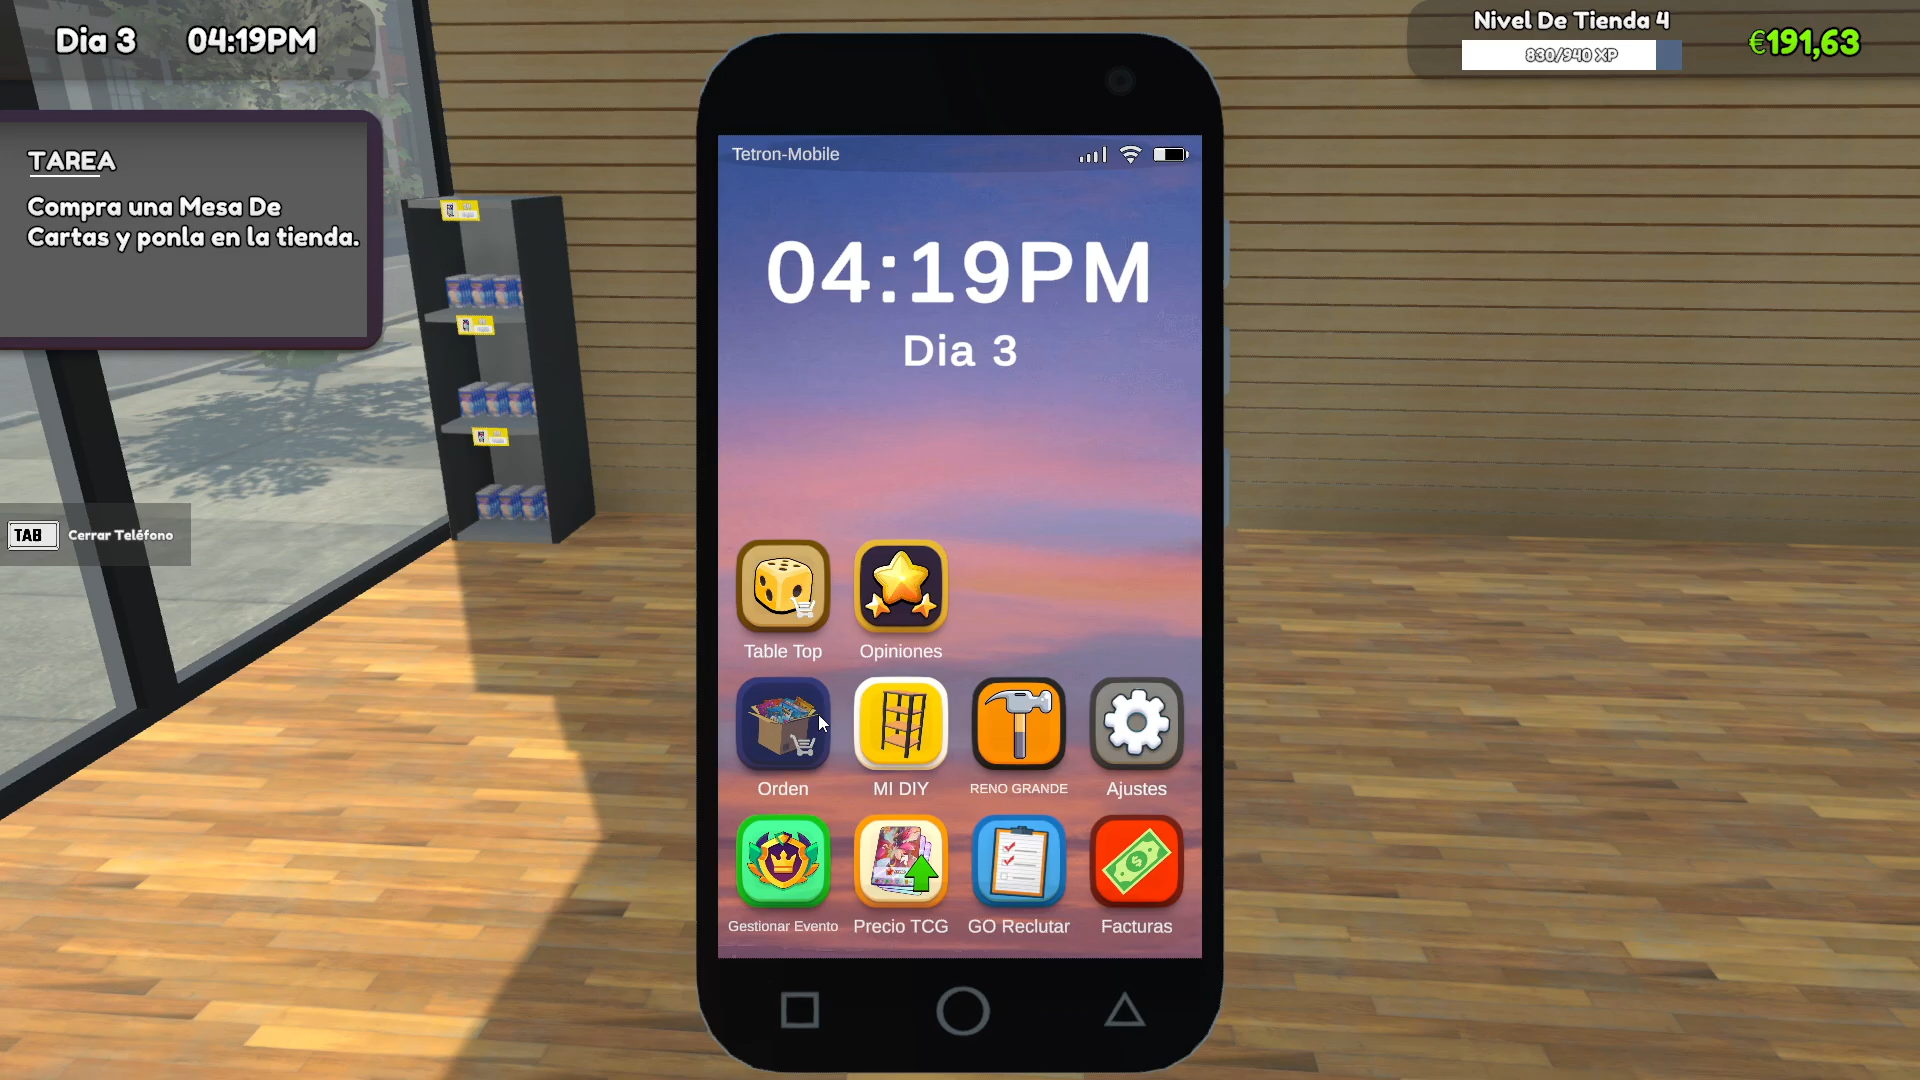 Dia 3 04:19PM
Nivel De Tienda 4
830/940 XP
€191,63
TAREA
Compra una Mesa De
Cartas y ponla en la tienda.
TAB Cerrar Teléfono
Tetron-Mobile
04:19PM
Dia 3
Table Top Opiniones
Orden MI DIY RENO GRANDE Ajustes
Gestionar Evento Precio TCG GO Reclutar Facturas